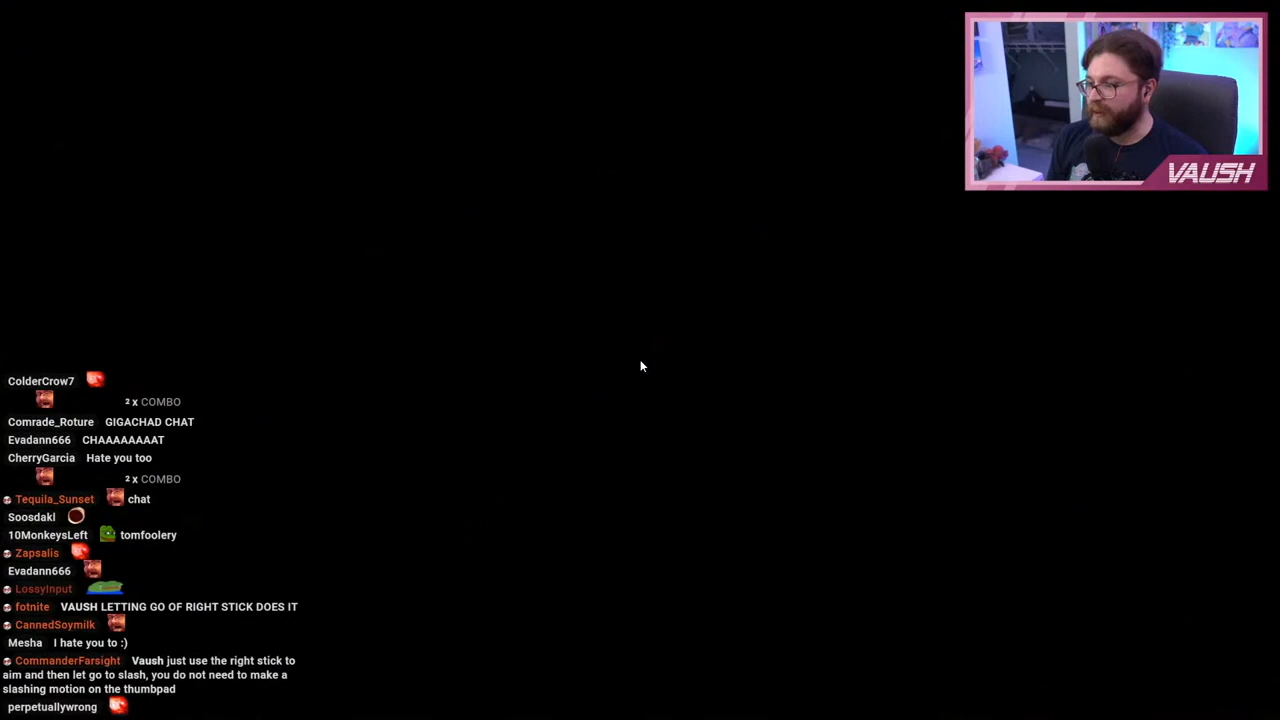 VAUSH
ColderCrow7
2 x COMBO
Comrade_Roture GIGACHAD CHAT
Evadann666 CHAAAAAAAT
CherryGarcia Hate you too
2 x COMBO
Tequila_Sunset chat
Soosdakl
10MonkeysLeft tomfoolery
Zapsalis
Evadann666
LossyInput
fotnite VAUSH LETTING GO OF RIGHT STICK DOES IT
CannedSoymilk
Mesha I hate you to :)
CommanderFarsight Vaush just use the right stick to
aim and then let go to slash, you do not need to make a
slashing motion on the thumbpad
perpetuallywrong